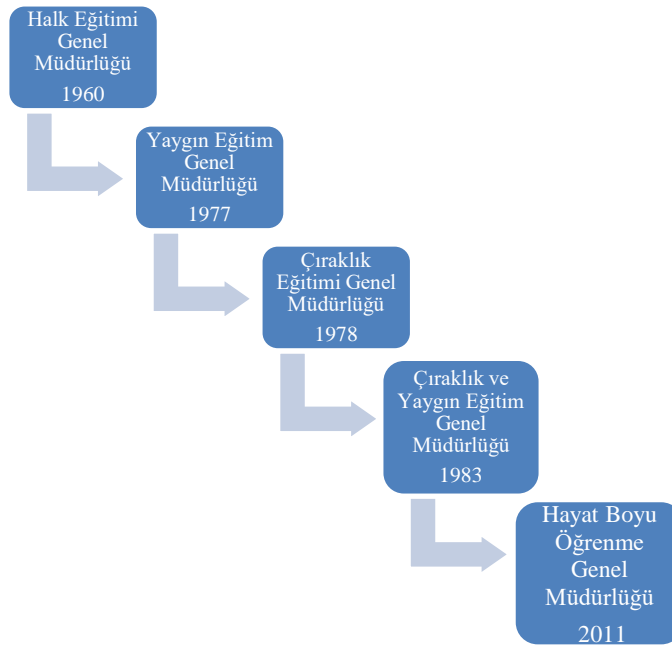 Halk Eğitimi
Genel
Müdürlüğü
1960
Yaygın Eğitim
Genel
Müdürlüğü
1977
Çıraklık
Eğitimi Genel
Müdürlüğü
1978
Çıraklık ve
Yaygın Eğitim
Genel
Müdürlüğü
1983
Hayat Boyu
Öğrenme
Genel
Müdürlüğü
2011